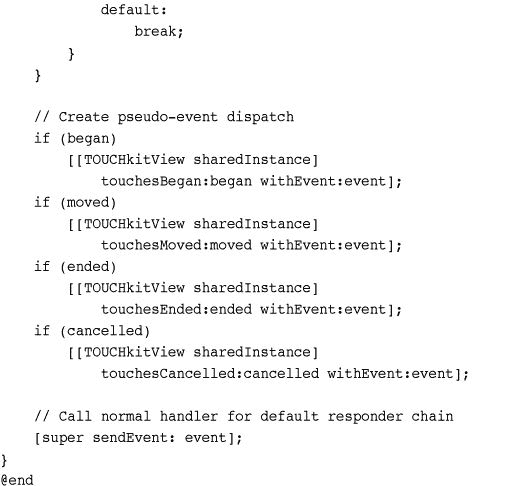 default:
                break;
        }
    }

    // Create pseudo-event dispatch
    if (began)
        [[TOUCHkitView sharedInstance]
            touchesBegan:began withEvent:event];
    if (moved)
        [[TOUCHkitView sharedInstance]
            touchesMoved:moved withEvent:event];
    if (ended)
        [[TOUCHkitView sharedInstance]
            touchesEnded:ended withEvent:event];
    if (cancelled)
        [[TOUCHkitView sharedInstance]
            touchesCancelled:cancelled withEvent:event];

    // Call normal handler for default responder chain
    [super sendEvent: event];
}
@end